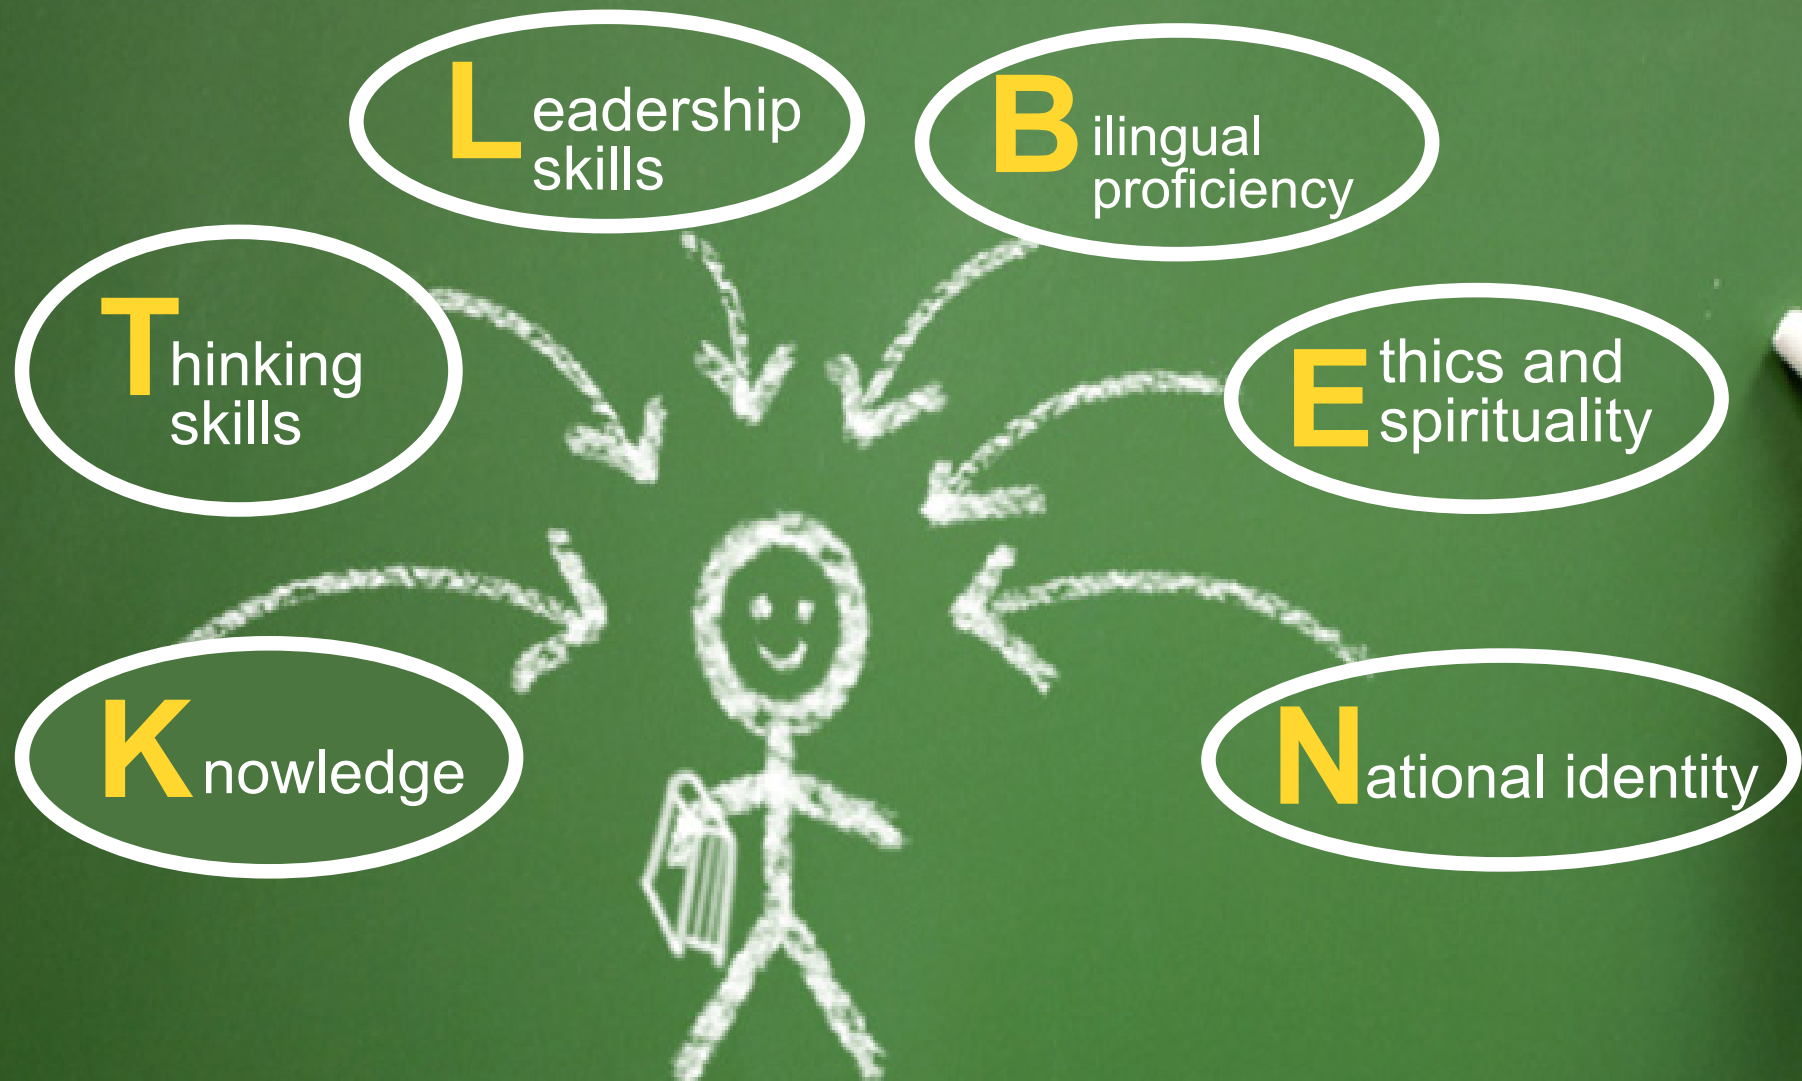 Leadership
skills
Bilingual
proficiency
Thinking
skills
Ethics and
spirituality
Knowledge
National identity